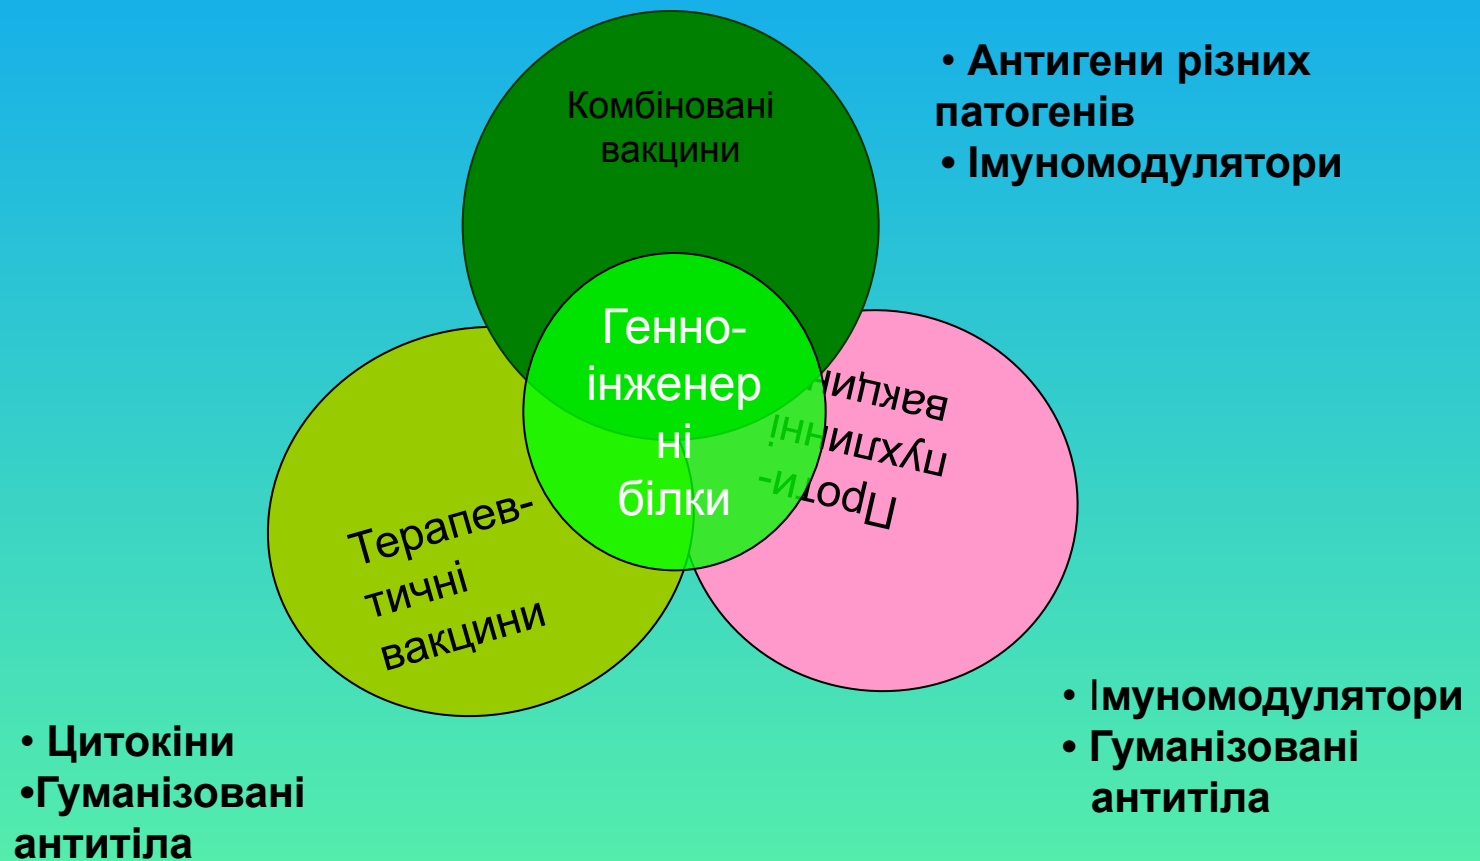 Комбіновані
вакцини
• Антигени різних
патогенів
• Імуномодулятори
Генно-
інженер
ні
білки
Проти-
пухлинні
Терапев-
тичні
вакцини
• Імуномодулятори
• Гуманізовані
антитіла
• Цитокіни
•Гуманізовані
антитіла